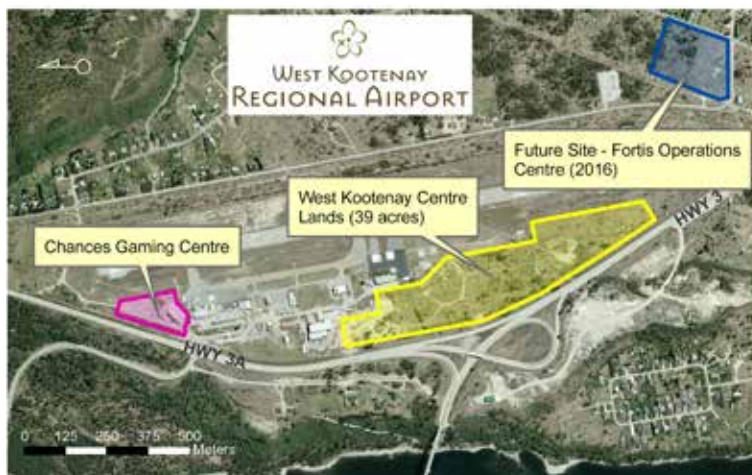 WEST KOOTENAY
REGIONAL AIRPORT
Future Site - Fortis Operations
Centre (2016)
West Kootenay Centre
Lands (39 acres)
Chances Gaming Centre
HWY 3
HWY 3A
0 125 250 375 500
Meters